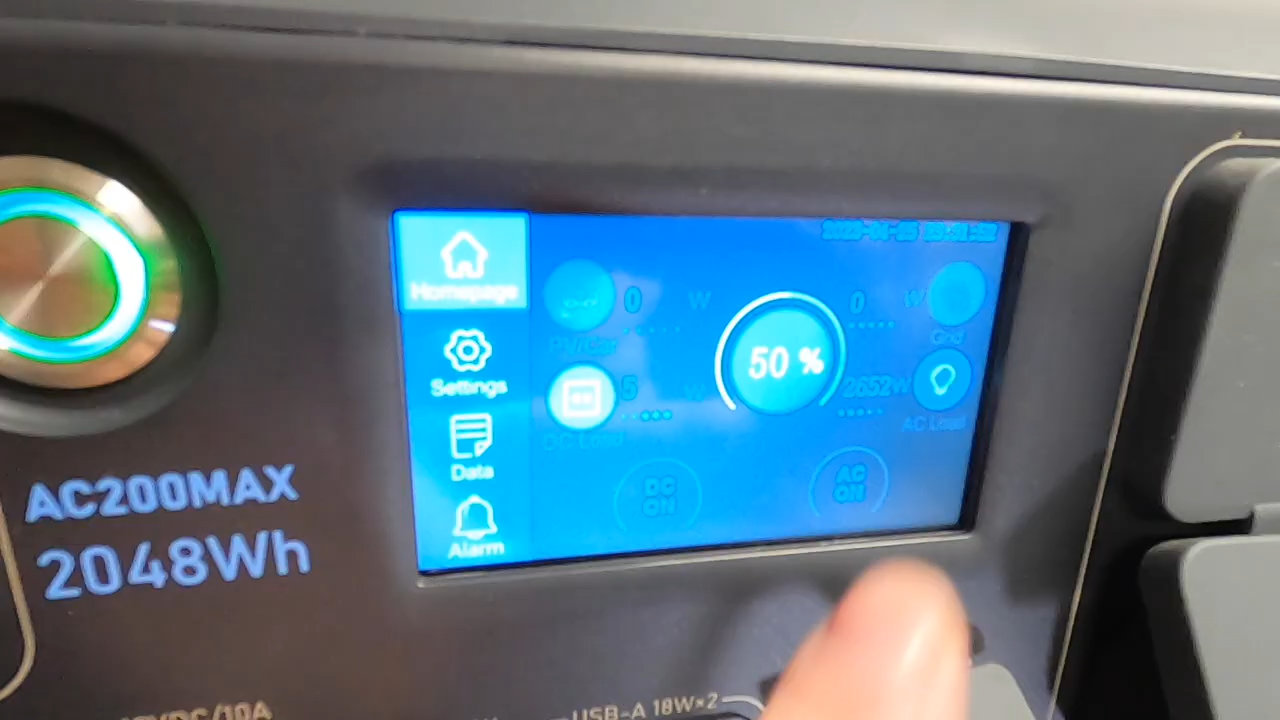 Homepage
0 W
0 W
PV/Car
Grid
50 %
Settings
5 W
2652W
DC Load
AC Load
Data
DC
ON
AC
ON
Alarm
AC200MAX
2048Wh
USB-A 18W×2